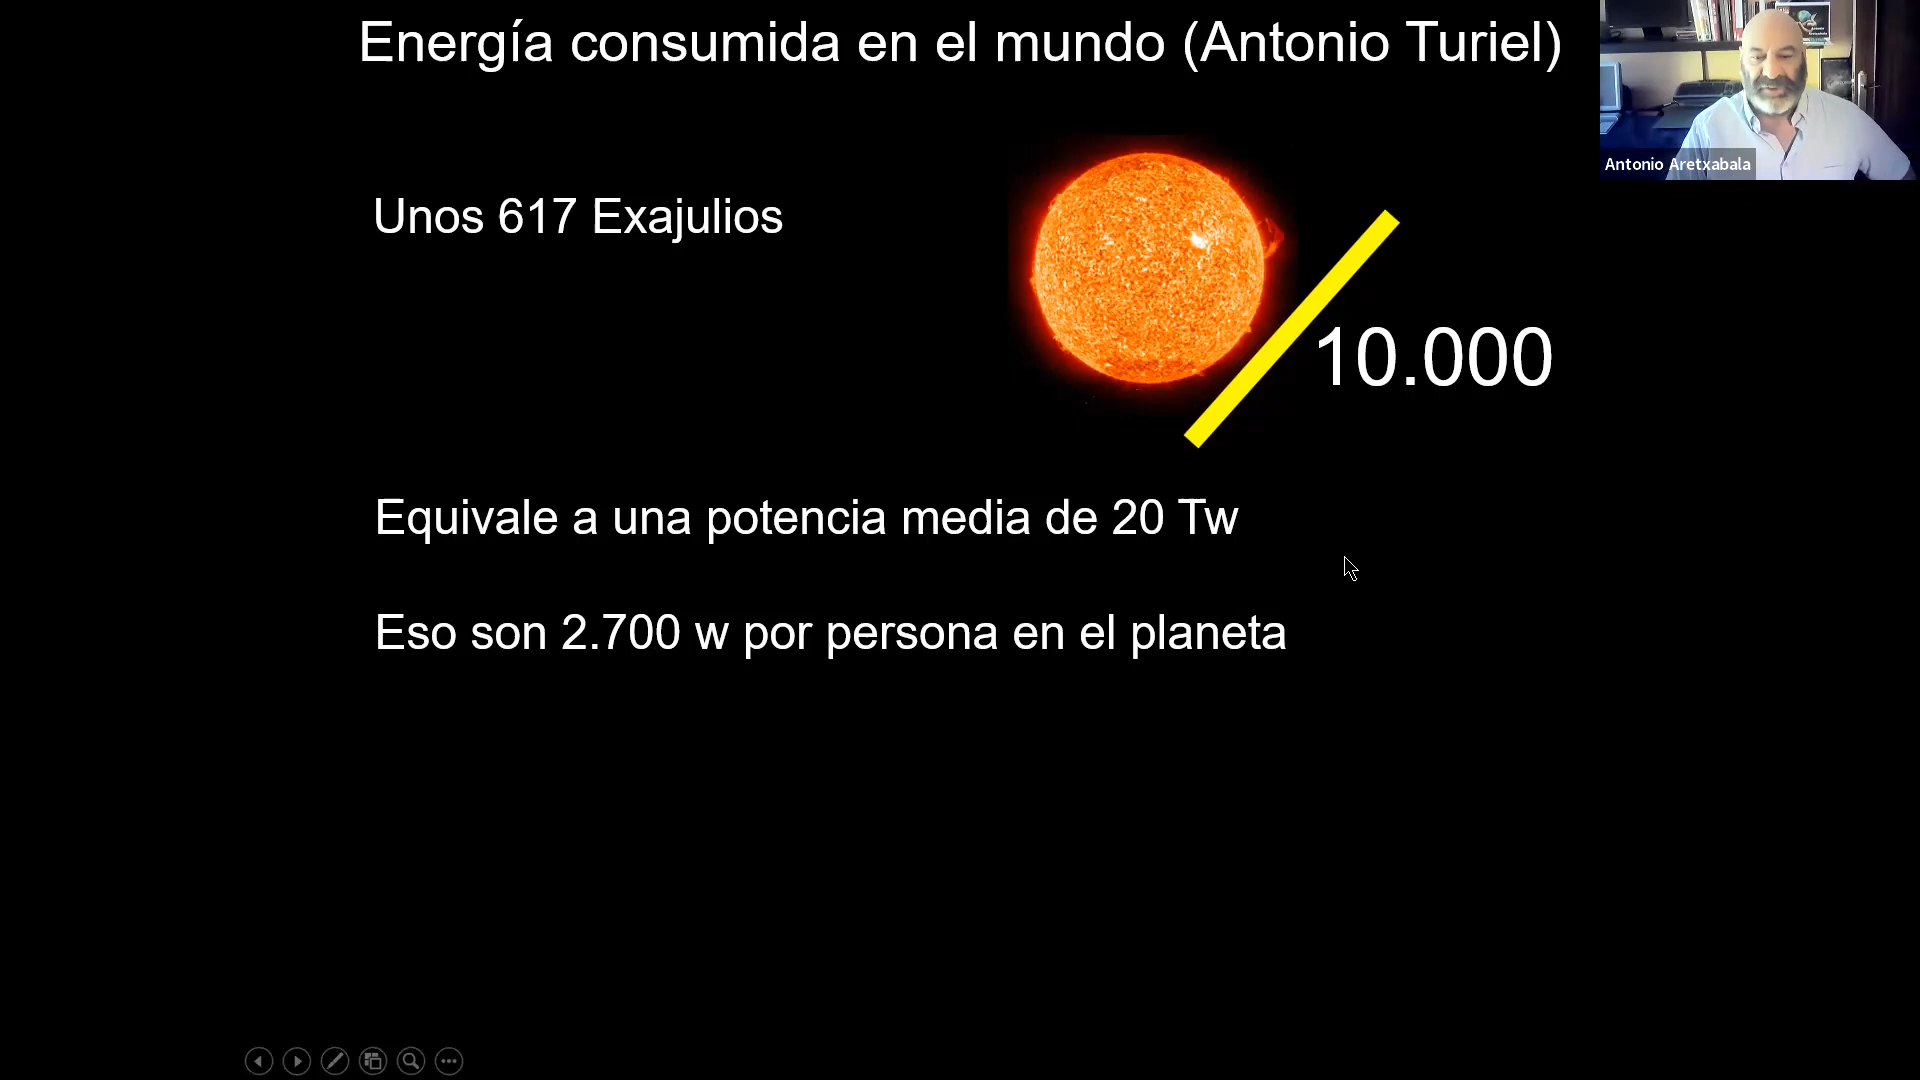 Energía consumida en el mundo (Antonio Turiel)
Antonio Aretxabala
Unos 617 Exajulios
10.000
Equivale a una potencia media de 20 Tw
Eso son 2.700 w por persona en el planeta